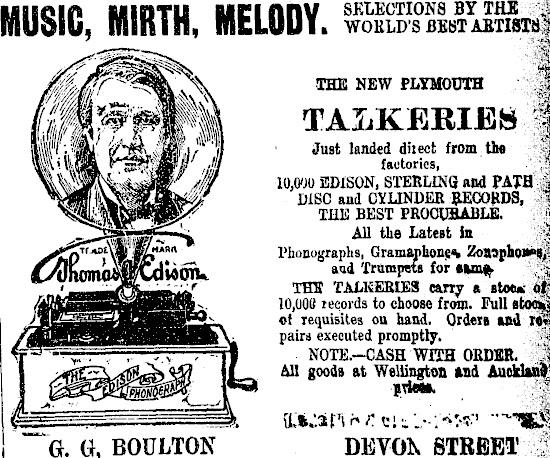 MUSIC, MIRTH, MELODY.
SELECTIONS BY THE
WORLD'S BEST ARTISTS
THE NEW PLYMOUTH
TALKERIES
Just landed direct from the
factories,
10,000 EDISON, STERLING and PATH
DISC and CYLINDER RECORDS,
THE BEST PROCURABLE.
All the Latest in
Phonographs, Gramaphones, Zonophones,
and Trumpets for same.
THE TALKERIES carry a stock of
10,000 records to choose from. Full stock
of requisites on hand. Orders and re-
pairs executed promptly.
NOTE.—CASH WITH ORDER.
All goods at Wellington and Auckland
prices.
TRADE MARK
Thomas A Edison
THE EDISON PHONOGRAPH
G. G. BOULTON
DEVON STREET